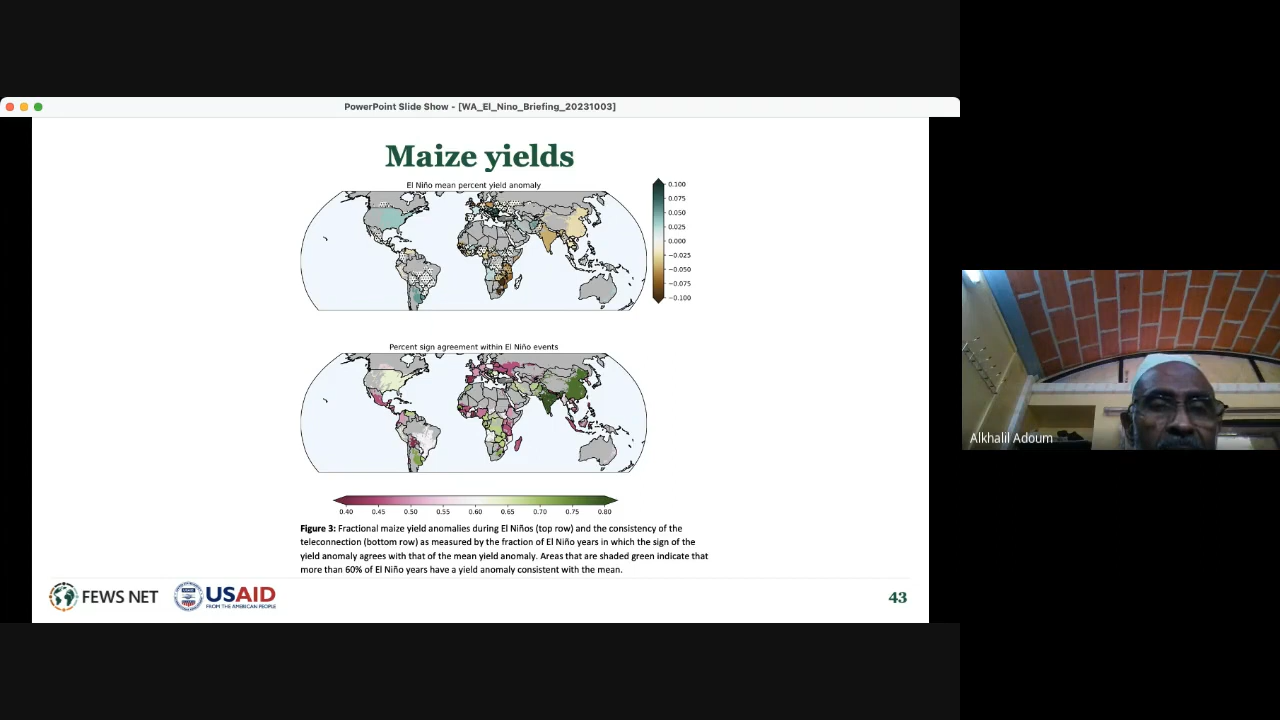 PowerPoint Slide Show - [WA_El_Nino_Briefing_20231003]
Maize yields
El Niño mean percent yield anomaly
0.100
0.075
0.050
0.025
0.000
−0.025
−0.050
−0.075
−0.100
Percent sign agreement within El Niño events
0.40 0.45 0.50 0.55 0.60 0.65 0.70 0.75 0.80
Figure 3: Fractional maize yield anomalies during El Niños (top row) and the consistency of the
teleconnection (bottom row) as measured by the fraction of El Niño years in which the sign of the
yield anomaly agrees with that of the mean yield anomaly. Areas that are shaded green indicate that
more than 60% of El Niño years have a yield anomaly consistent with the mean.
FEWS NET
USAID
FROM THE AMERICAN PEOPLE
43
Alkhalil Adoum